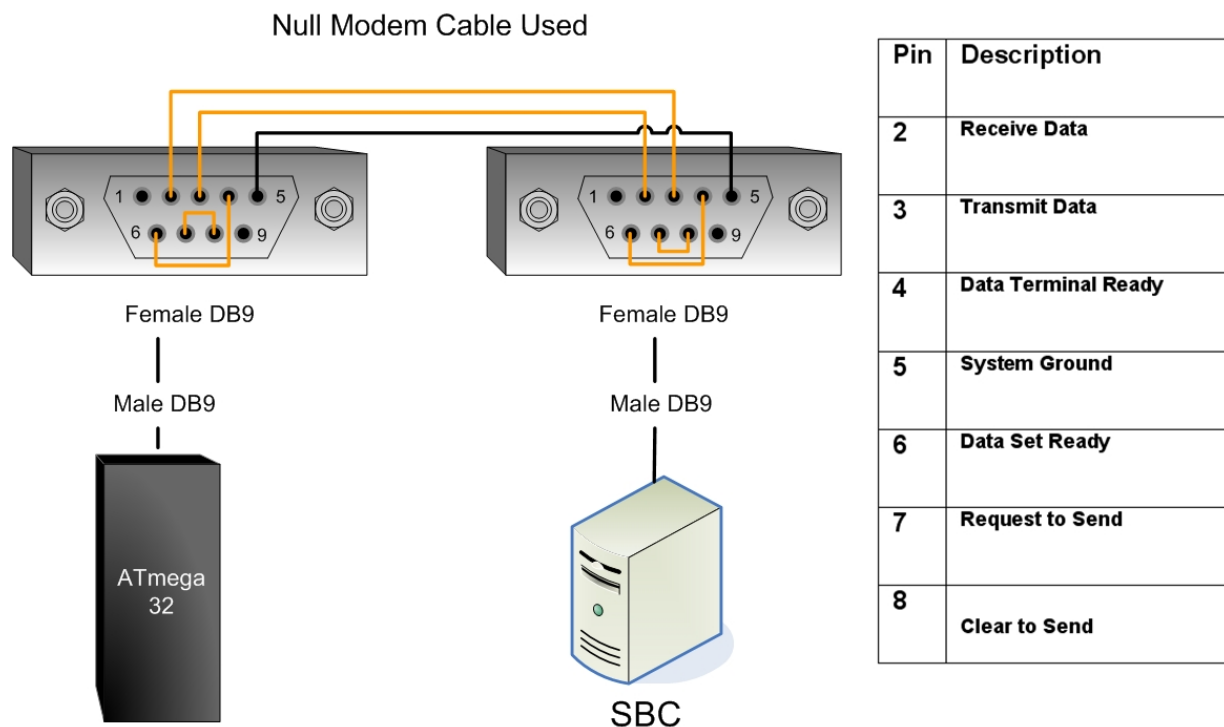 Null Modem Cable Used
1 5
6 9
1 5
6 9
Female DB9
Female DB9
Male DB9
Male DB9
ATmega
32
SBC
Pin Description
2 Receive Data
3 Transmit Data
4 Data Terminal Ready
5 System Ground
6 Data Set Ready
7 Request to Send
8 Clear to Send